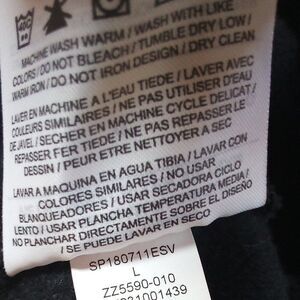 MACHINE WASH WARM / WASH WITH LIKE
COLORS / DO NOT BLEACH / TUMBLE DRY LOW /
WARM IRON / DO NOT IRON DESIGN / DRY CLEAN
LAVER EN MACHINE A L'EAU TIEDE / LAVER AVEC
COULEURS SIMILAIRES / NE PAS UTILISER D'EAU
DE JAVEL / SECHER EN MACHINE CYCLE DELICAT /
REPASSER FER TIEDE / NE PAS REPASSER LE
DESSIN / PEUR ETRE NETTOYER A SEC
LAVAR A MAQUINA EN AGUA TIBIA / LAVAR CON
COLORES SIMILARES / NO USAR
BLANQUEADORES / USAR SECADORA CICLO
LENTO / USAR PLANCHA TEMPERATURA MEDIA /
NO PLANCHAR DIRECTAMENTE SOBRE EL DISEÑO
/ SE PUEDE LAVAR EN SECO
SP180711ESV
L
ZZ5590-010
31001439